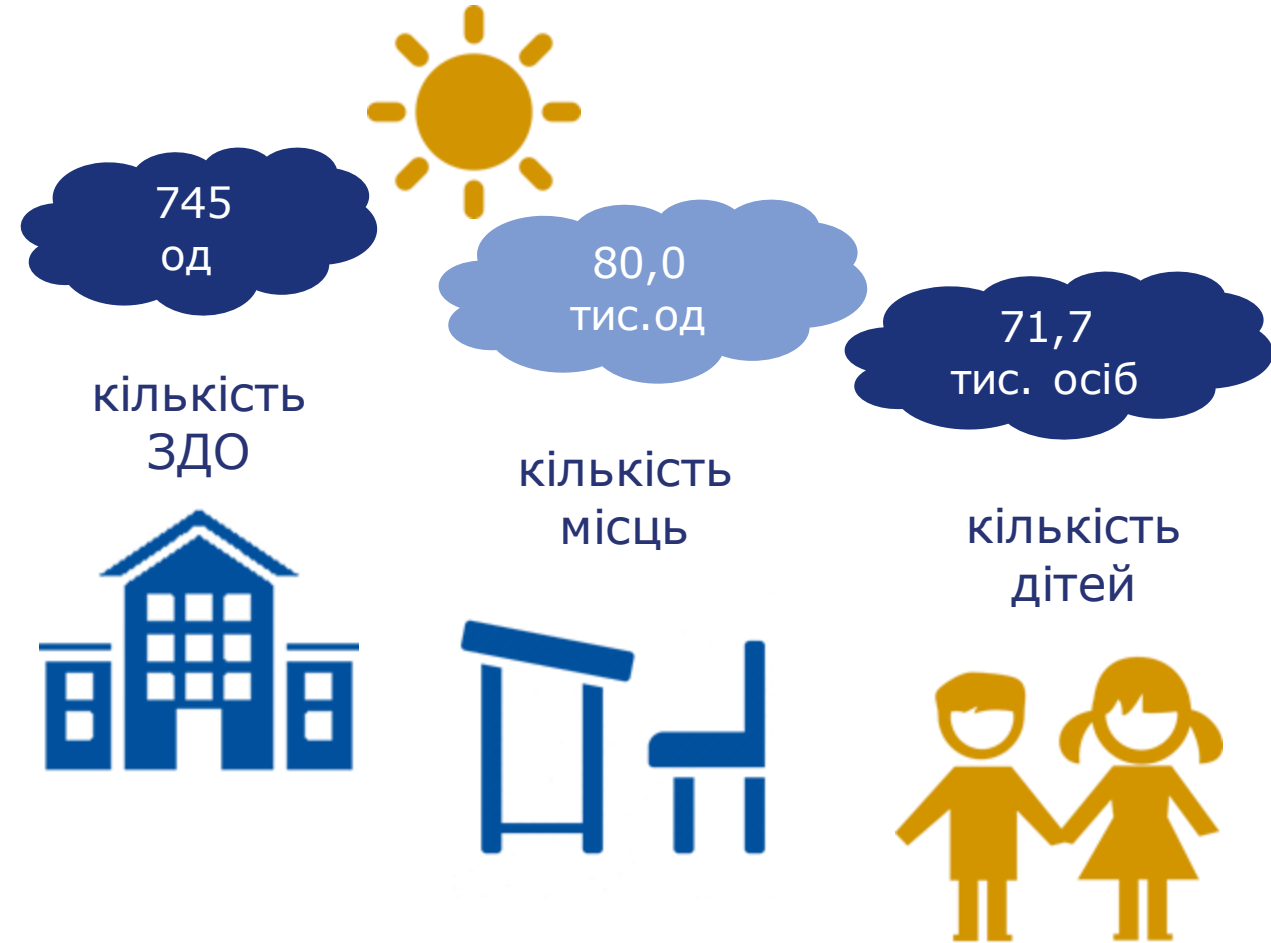 745
од
кількість
ЗДО
80,0
тис.од
кількість
місць
71,7
тис. осіб
кількість
дітей